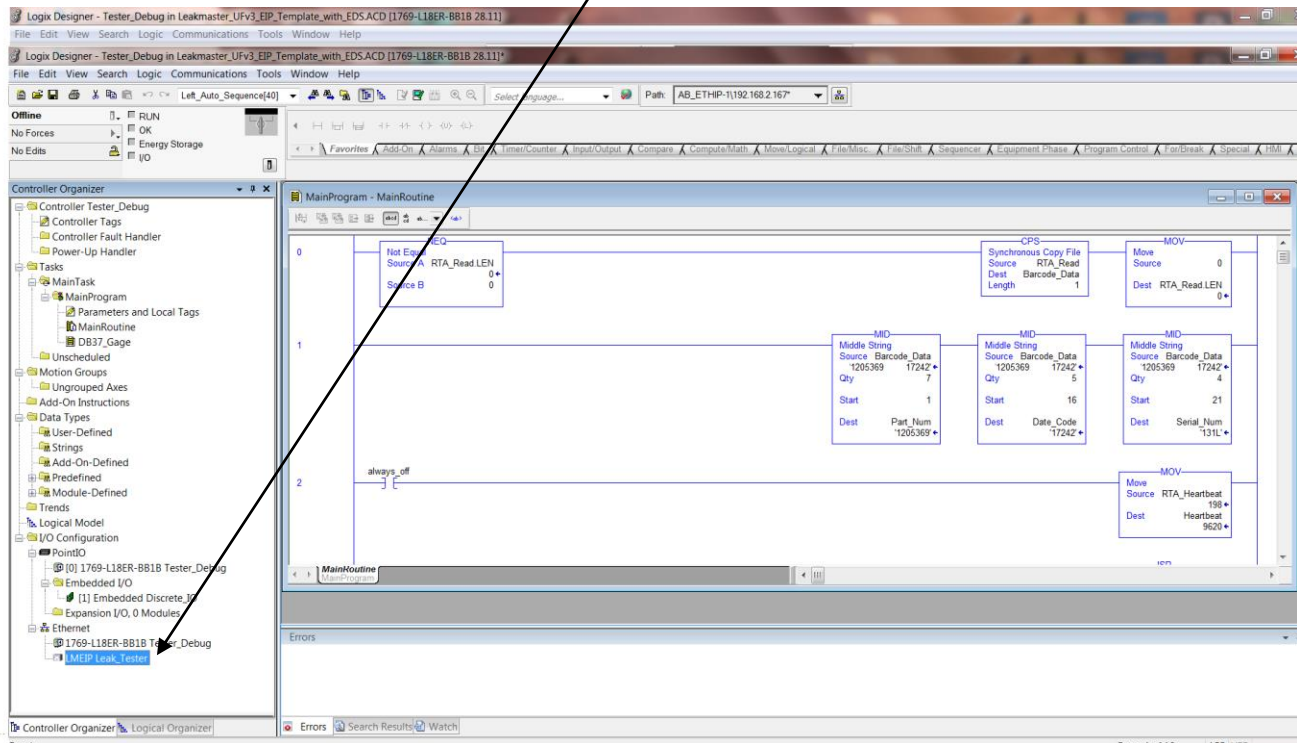 Logix Designer - Tester_Debug in Leakmaster_UFv3_EIP_Template_with_EDS.ACD [1769-L18ER-BB1B 28.11]
File Edit View Search Logic Communications Tools Window Help
Logix Designer - Tester_Debug in Leakmaster_UFv3_EIP_Template_with_EDS.ACD [1769-L18ER-BB1B 28.11]*
File Edit View Search Logic Communications Tools Window Help
Left_Auto_Sequence[40]
Select language...
Path: AB_ETHIP-1\192.168.2.167*
Offline
RUN
No Forces
OK
Energy Storage
No Edits
I/O
Favorites Add-On Alarms Bit Timer/Counter Input/Output Compare Compute/Math Move/Logical File/Misc. File/Shift Sequencer Equipment Phase Program Control For/Break Special HMI
Controller Organizer
Controller Tester_Debug
Controller Tags
Controller Fault Handler
Power-Up Handler
Tasks
MainTask
MainProgram
Parameters and Local Tags
MainRoutine
DB37_Gage
Unscheduled
Motion Groups
Ungrouped Axes
Add-On Instructions
Data Types
User-Defined
Strings
Add-On-Defined
Predefined
Module-Defined
Trends
Logical Model
I/O Configuration
PointIO
[0] 1769-L18ER-BB1B Tester_Debug
Embedded I/O
[1] Embedded Discrete_IO
Expansion I/O, 0 Modules
Ethernet
1769-L18ER-BB1B Tester_Debug
LMEIP Leak_Tester
Controller Organizer
Logical Organizer
MainProgram - MainRoutine
0
NEQ
Not Equal
Source A RTA_Read.LEN
0
Source B 0
CPS
Synchronous Copy File
Source RTA_Read
Dest Barcode_Data
Length 1
MOV
Move
Source 0
Dest RTA_Read.LEN
0
1
MID
Middle String
Source Barcode_Data
'1205369 17242'
Qty 7
Start 1
Dest Part_Num
'1205369'
MID
Middle String
Source Barcode_Data
'1205369 17242'
Qty 5
Start 16
Dest Date_Code
'17242'
MID
Middle String
Source Barcode_Data
'1205369 17242'
Qty 4
Start 21
Dest Serial_Num
'131L'
2
always_off
MOV
Move
Source RTA_Heartbeat
198
Dest Heartbeat
9620
MainRoutine
MainProgram
Errors
Errors
Search Results
Watch